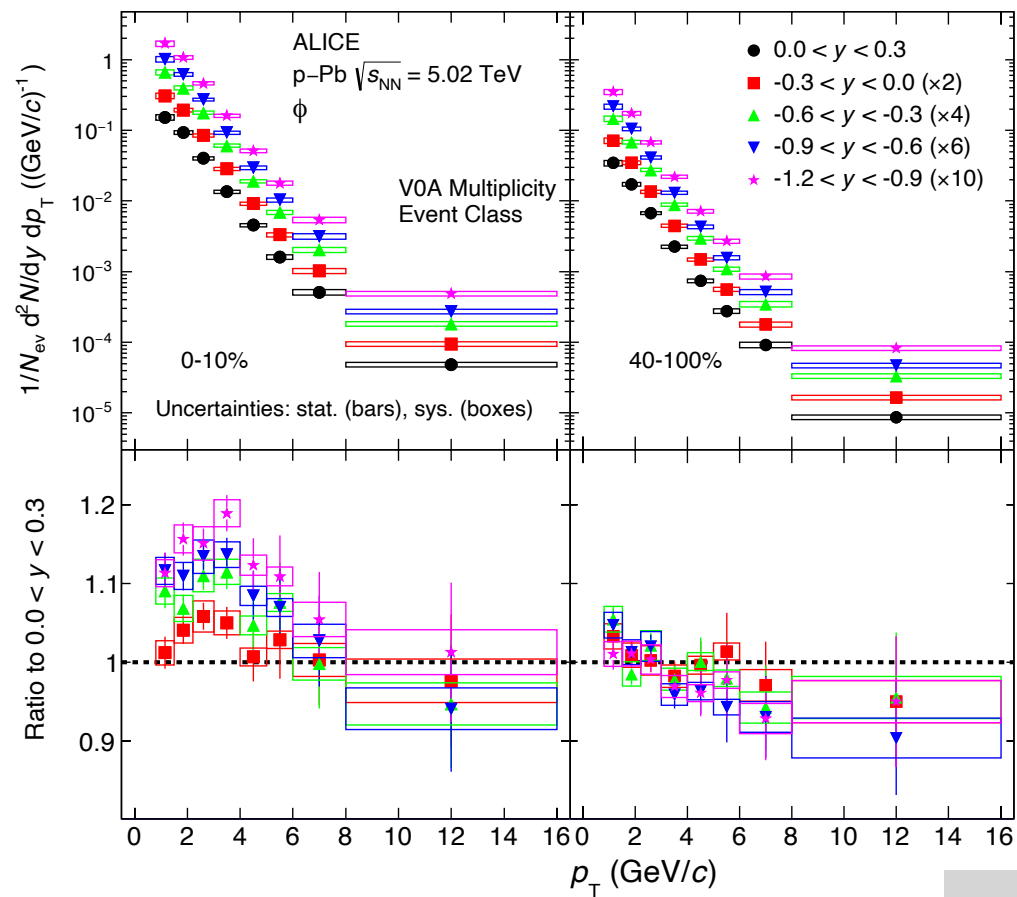 1/N_ev d²N/dy dp_T ((GeV/c)⁻¹)
1
10⁻¹
10⁻²
10⁻³
10⁻⁴
10⁻⁵
ALICE
p−Pb √s_NN = 5.02 TeV
ϕ
V0A Multiplicity
Event Class
0-10%
Uncertainties: stat. (bars), sys. (boxes)
0.0 < y < 0.3
-0.3 < y < 0.0 (×2)
-0.6 < y < -0.3 (×4)
-0.9 < y < -0.6 (×6)
-1.2 < y < -0.9 (×10)
40-100%
Ratio to 0.0 < y < 0.3
1.2
1.1
1
0.9
0 2 4 6 8 10 12 14 16
0 2 4 6 8 10 12 14 16
p_T (GeV/c)